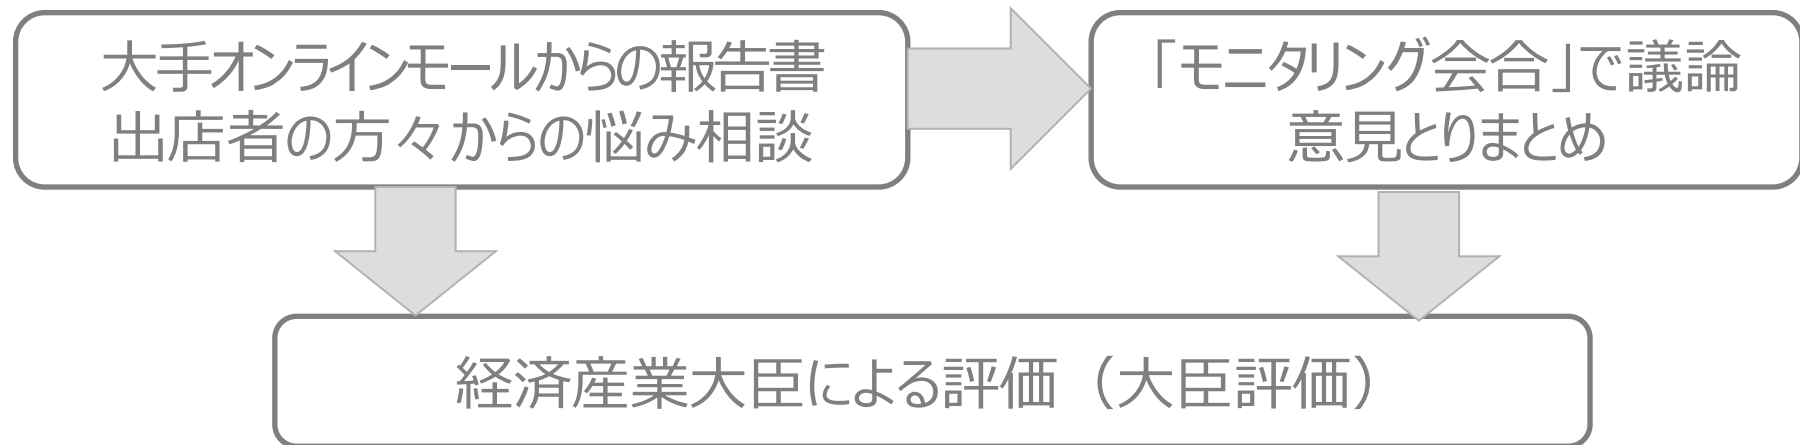 大手オンラインモールからの報告書
出店者の方々からの悩み相談
「モニタリング会合」で議論
意見とりまとめ
経済産業大臣による評価（大臣評価）